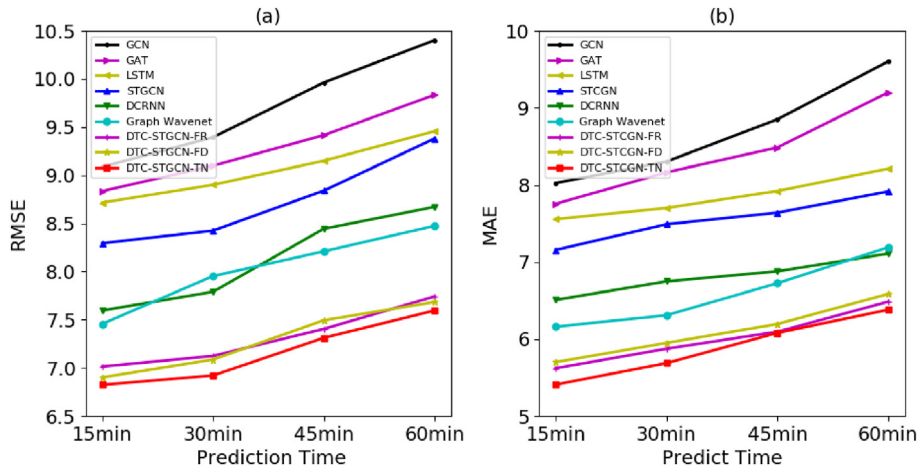 (a)
10.5
10.0
9.5
9.0
8.5
8.0
7.5
7.0
6.5
RMSE
GCN
GAT
LSTM
STGCN
DCRNN
Graph Wavenet
DTC-STGCN-FR
DTC-STGCN-FD
DTC-STGCN-TN
15min 30min 45min 60min
Prediction Time
(b)
10
9
8
7
6
5
MAE
GCN
GAT
LSTM
STCGN
DCRNN
Graph Wavenet
DTC-STCGN-FR
DTC-STCGN-FD
DTC-STCGN-TN
15min 30min 45min 60min
Predict Time